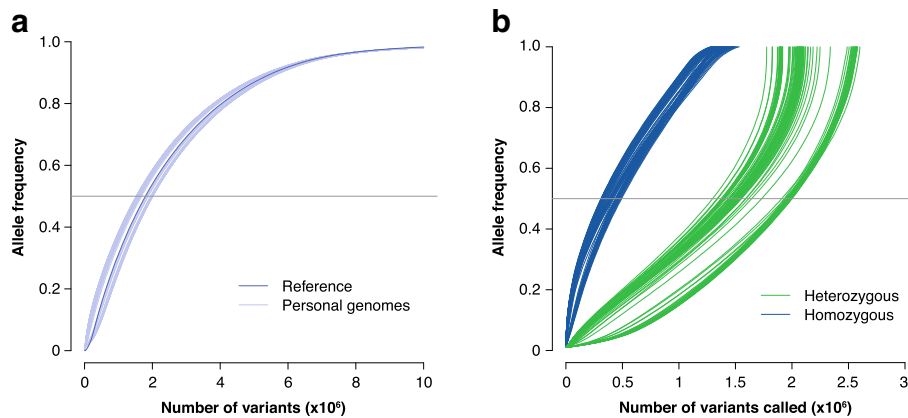 a
Allele frequency
1.0
0.8
0.6
0.4
0.2
0
0
2
4
6
8
10
Number of variants (x10⁶)
Reference
Personal genomes
b
Allele frequency
1.0
0.8
0.6
0.4
0.2
0
0
0.5
1
1.5
2
2.5
3
Number of variants called (x10⁶)
Heterozygous
Homozygous